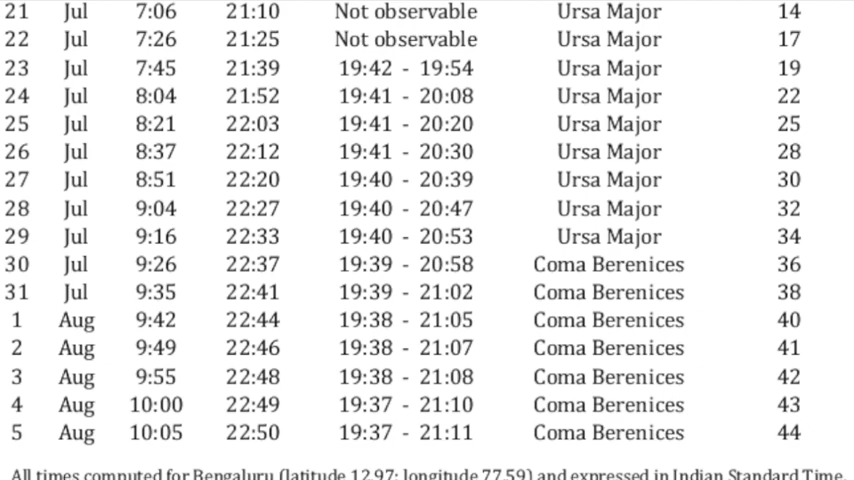 21 Jul 7:06 21:10 Not observable Ursa Major 14
22 Jul 7:26 21:25 Not observable Ursa Major 17
23 Jul 7:45 21:39 19:42 - 19:54 Ursa Major 19
24 Jul 8:04 21:52 19:41 - 20:08 Ursa Major 22
25 Jul 8:21 22:03 19:41 - 20:20 Ursa Major 25
26 Jul 8:37 22:12 19:41 - 20:30 Ursa Major 28
27 Jul 8:51 22:20 19:40 - 20:39 Ursa Major 30
28 Jul 9:04 22:27 19:40 - 20:47 Ursa Major 32
29 Jul 9:16 22:33 19:40 - 20:53 Ursa Major 34
30 Jul 9:26 22:37 19:39 - 20:58 Coma Berenices 36
31 Jul 9:35 22:41 19:39 - 21:02 Coma Berenices 38
1 Aug 9:42 22:44 19:38 - 21:05 Coma Berenices 40
2 Aug 9:49 22:46 19:38 - 21:07 Coma Berenices 41
3 Aug 9:55 22:48 19:38 - 21:08 Coma Berenices 42
4 Aug 10:00 22:49 19:37 - 21:10 Coma Berenices 43
5 Aug 10:05 22:50 19:37 - 21:11 Coma Berenices 44
All times computed for Bengaluru (latitude 12.97; longitude 77.59) and expressed in Indian Standard Time.